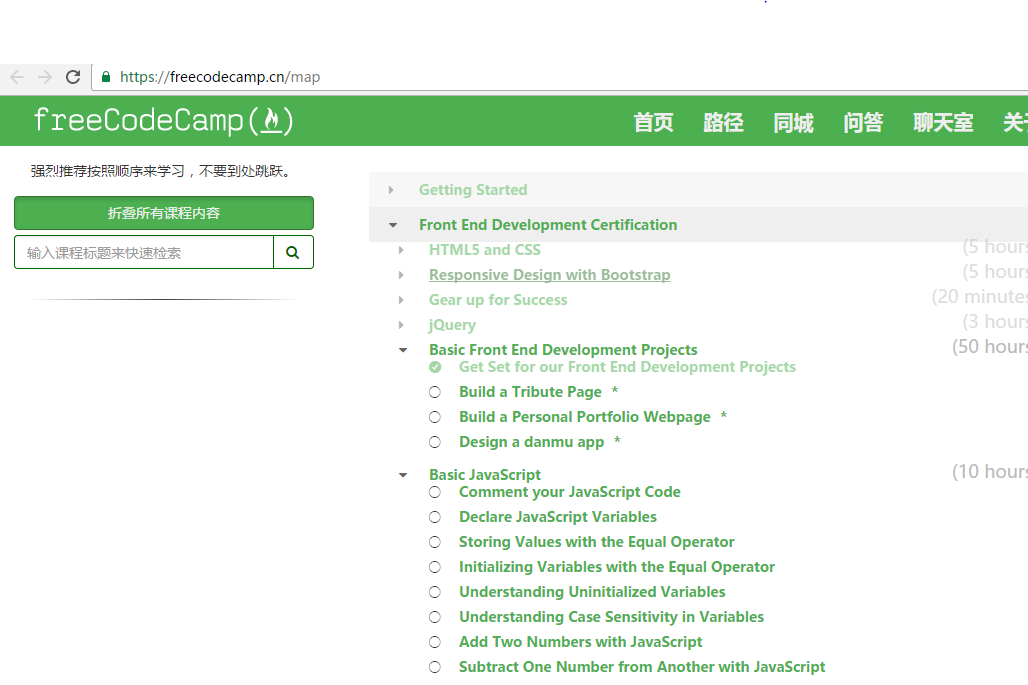 https://freecodecamp.cn/map
freeCodeCamp
首页 路径 同城 问答 聊天室 关于
强烈推荐按照顺序来学习，不要到处跳跃。
折叠所有课程内容
输入课程标题来快速检索
Getting Started
Front End Development Certification
HTML5 and CSS (5 hours
Responsive Design with Bootstrap (5 hours
Gear up for Success (20 minutes
jQuery (3 hours
Basic Front End Development Projects (50 hours
Get Set for our Front End Development Projects
Build a Tribute Page *
Build a Personal Portfolio Webpage *
Design a danmu app *
Basic JavaScript (10 hours
Comment your JavaScript Code
Declare JavaScript Variables
Storing Values with the Equal Operator
Initializing Variables with the Equal Operator
Understanding Uninitialized Variables
Understanding Case Sensitivity in Variables
Add Two Numbers with JavaScript
Subtract One Number from Another with JavaScript